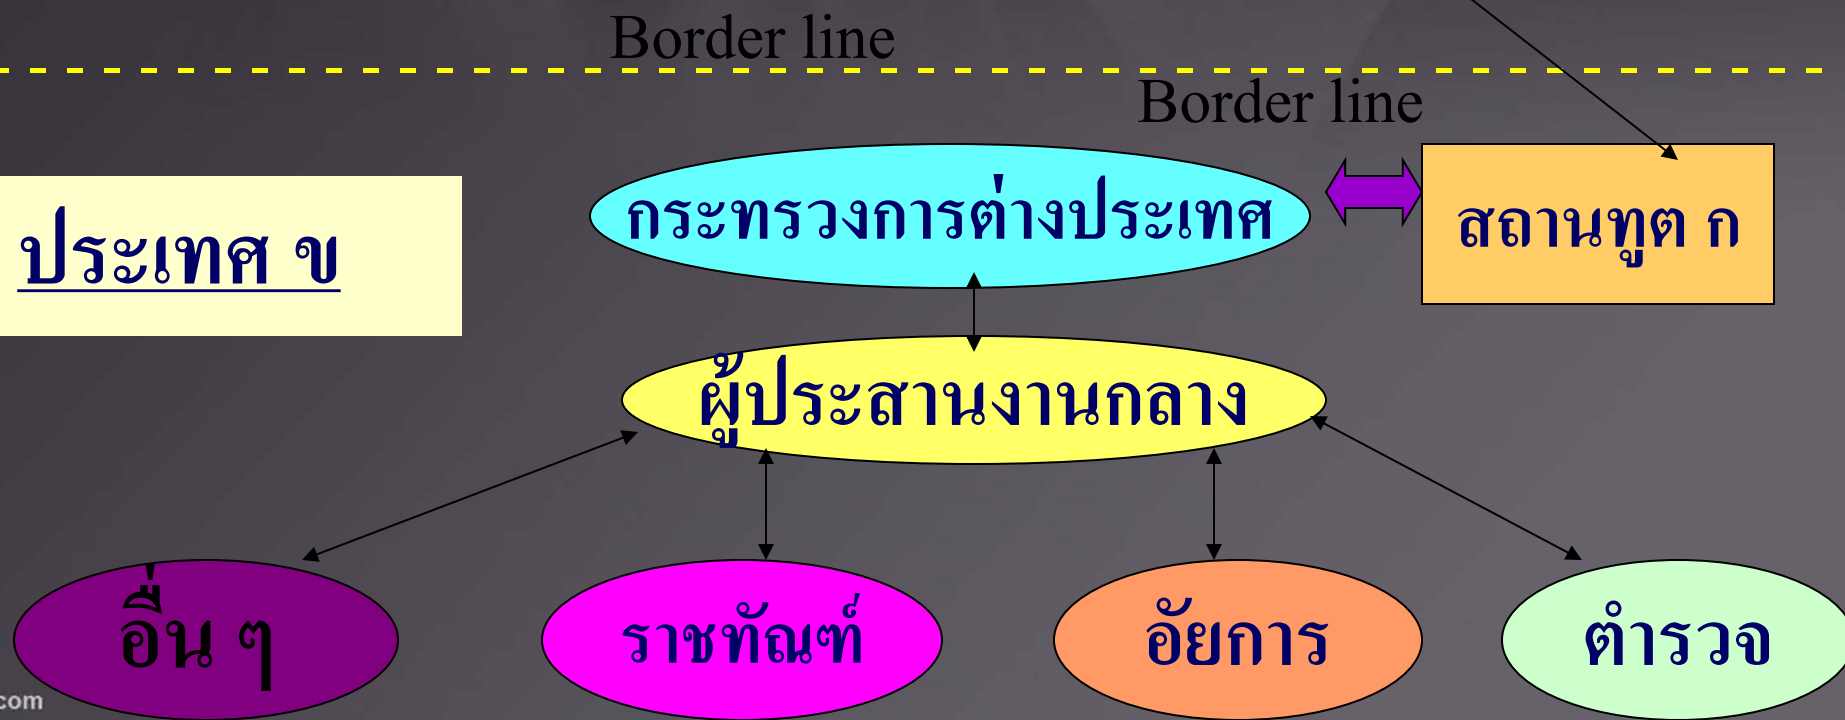 Border line
Border line
กระทรวงการต่างประเทศ
สถานทูต ก
ประเทศ ข
ผู้ประสานงานกลาง
อื่น ๆ
ราชทัณฑ์
อัยการ
ตำรวจ
com